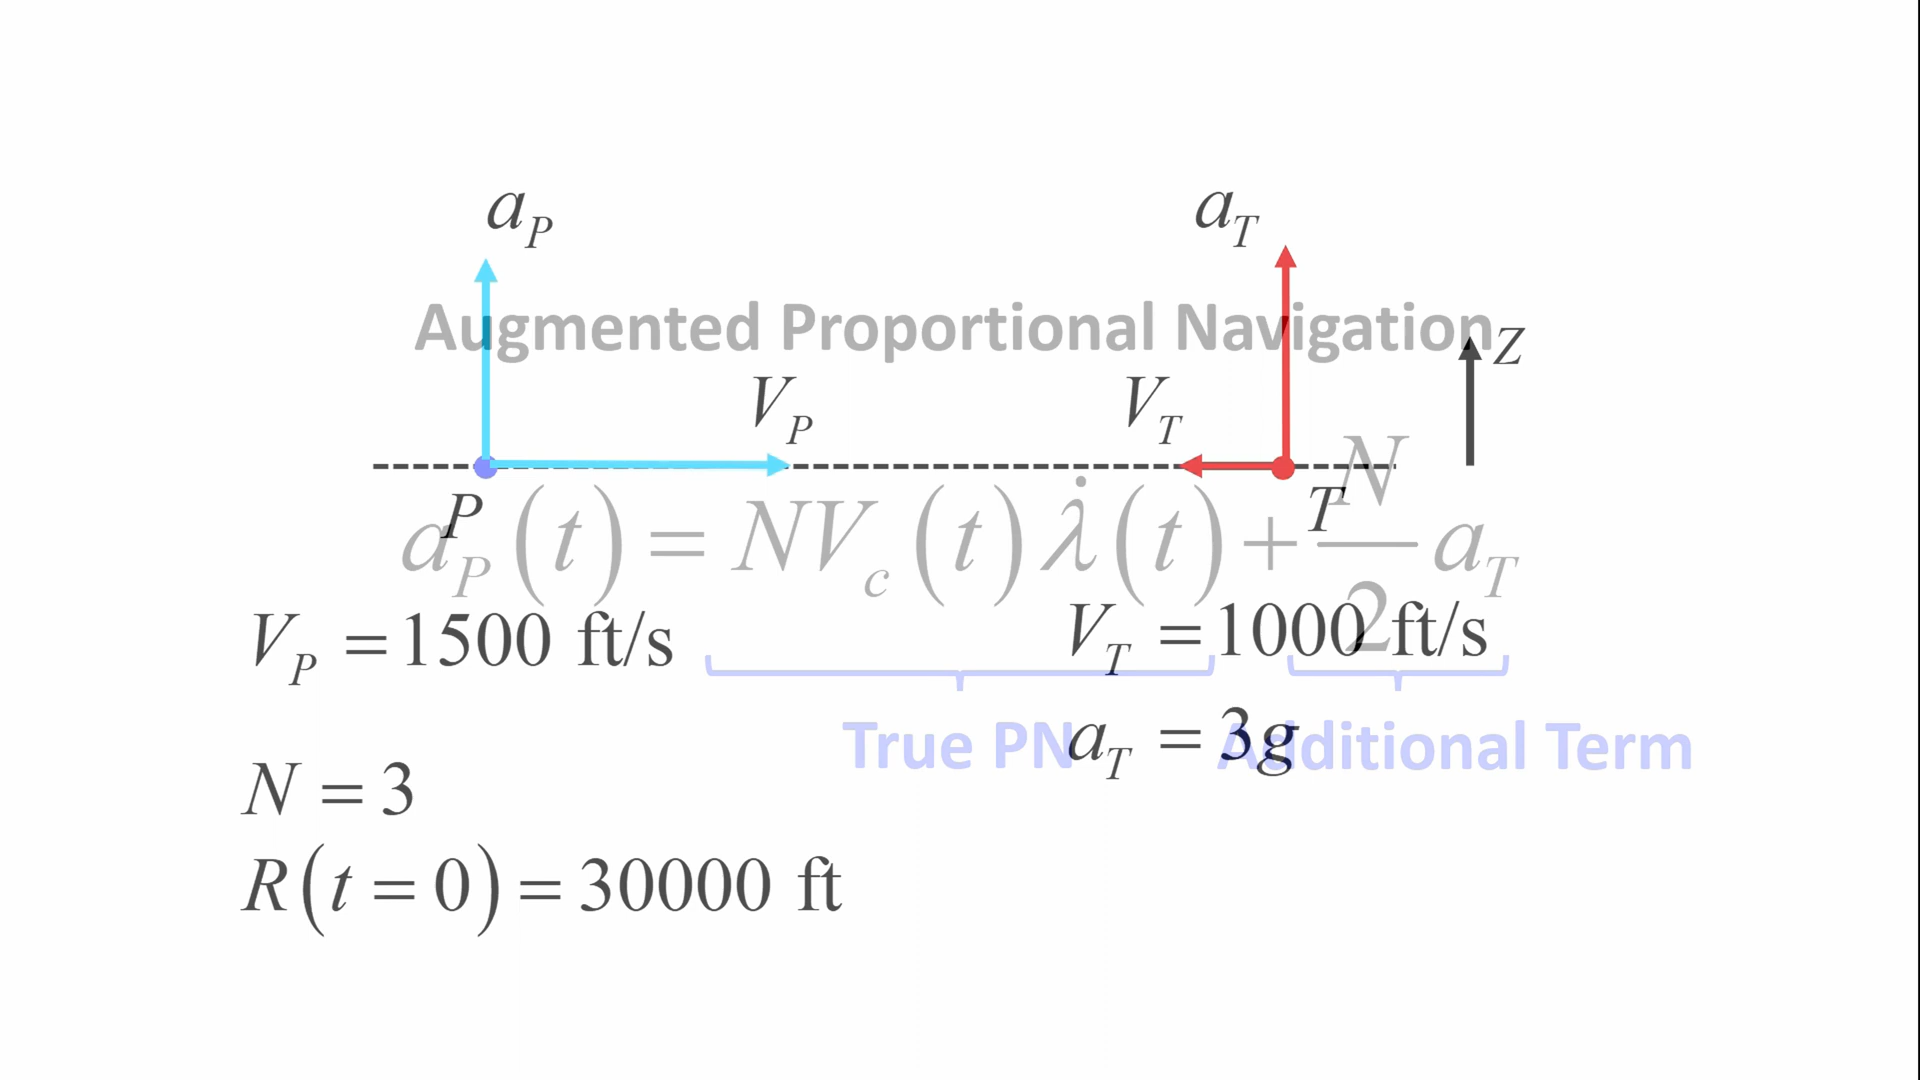 a_P a_T
Augmented Proportional Navigation
Z
V_P V_T
P T
a_P(t) = NV_c(t)λ̇(t) + N/2 a_T
V_P = 1500 ft/s V_T = 1000 ft/s
True PN Additional Term
a_T = 3g
N = 3
R(t = 0) = 30000 ft